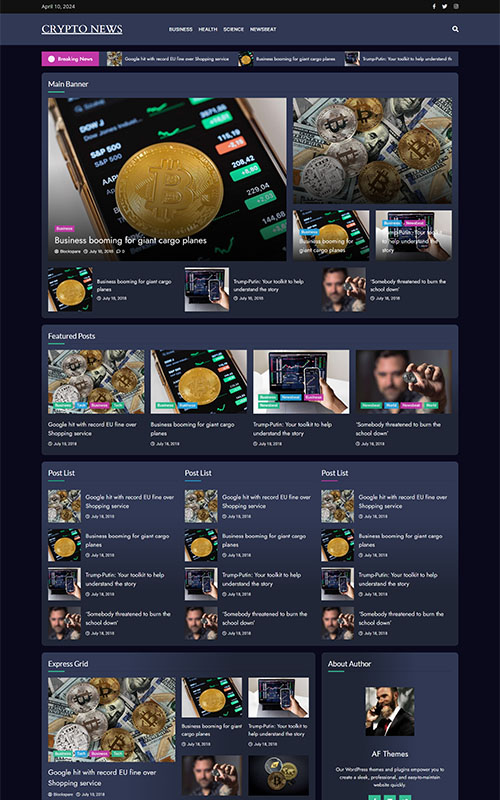 April 10, 2024
CRYPTO NEWS
BUSINESS HEALTH SCIENCE NEWSBEAT
Breaking News
Google hit with record EU fine over Shopping service
Business booming for giant cargo planes
Trump-Putin: Your toolkit to help understand th
Main Banner
DOW J
S&P 500
S&P 500
115,19
208,42
229,04
144,68
Business
Business booming for giant cargo planes
Blockspare July 18, 2018 0
Business
Business booming for giant cargo planes
Business Newsbeat
Trump-Putin: Your toolkit to help understand the story
Business booming for giant cargo
planes
July 18, 2018
Trump-Putin: Your toolkit to help
understand the story
July 18, 2018
'Somebody threatened to burn the
school down'
July 18, 2018
Featured Posts
Business Tech Business Tech
Google hit with record EU fine over
Shopping service
July 18, 2018
Business Business
Business booming for giant cargo
planes
July 18, 2018
Business Newsbeat Business
Newsbeat
Trump-Putin: Your toolkit to help
understand the story
July 18, 2018
Newsbeat World Newsbeat World
'Somebody threatened to burn the
school down'
July 18, 2018
Post List
Google hit with record EU fine over
Shopping service
July 18, 2018
Business booming for giant cargo
planes
July 18, 2018
Trump-Putin: Your toolkit to help
understand the story
July 18, 2018
'Somebody threatened to burn the
school down'
July 18, 2018
Post List
Google hit with record EU fine over
Shopping service
July 18, 2018
Business booming for giant cargo
planes
July 18, 2018
Trump-Putin: Your toolkit to help
understand the story
July 18, 2018
'Somebody threatened to burn the
school down'
July 18, 2018
Post List
Google hit with record EU fine over
Shopping service
July 18, 2018
Business booming for giant cargo
planes
July 18, 2018
Trump-Putin: Your toolkit to help
understand the story
July 18, 2018
'Somebody threatened to burn the
school down'
July 18, 2018
Express Grid
Business Tech Business Tech
Google hit with record EU fine over
Shopping service
Blockspare July 18, 2018
Business booming for giant
cargo planes
July 18, 2018
Trump-Putin: Your toolkit to
help understand the story
July 18, 2018
About Author
AF Themes
Our WordPress themes and plugins empower you to
create a sleek, professional, and easy-to-maintain
website quickly.